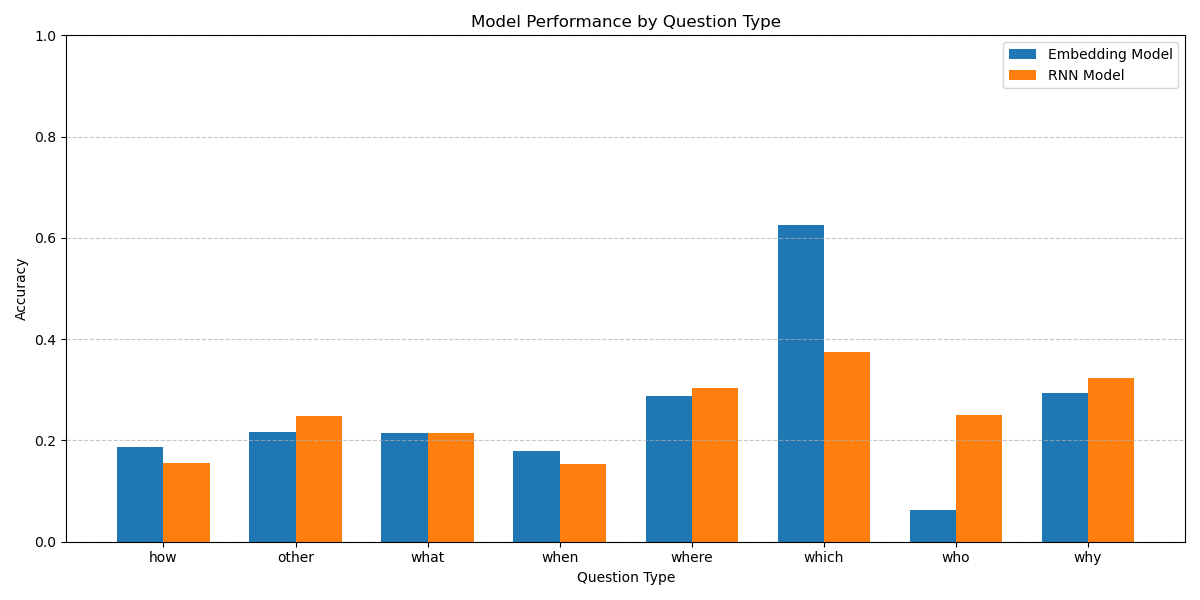 Model Performance by Question Type
1.0
0.8
0.6
0.4
0.2
0.0
Accuracy
Embedding Model
RNN Model
how other what when where which who why
Question Type